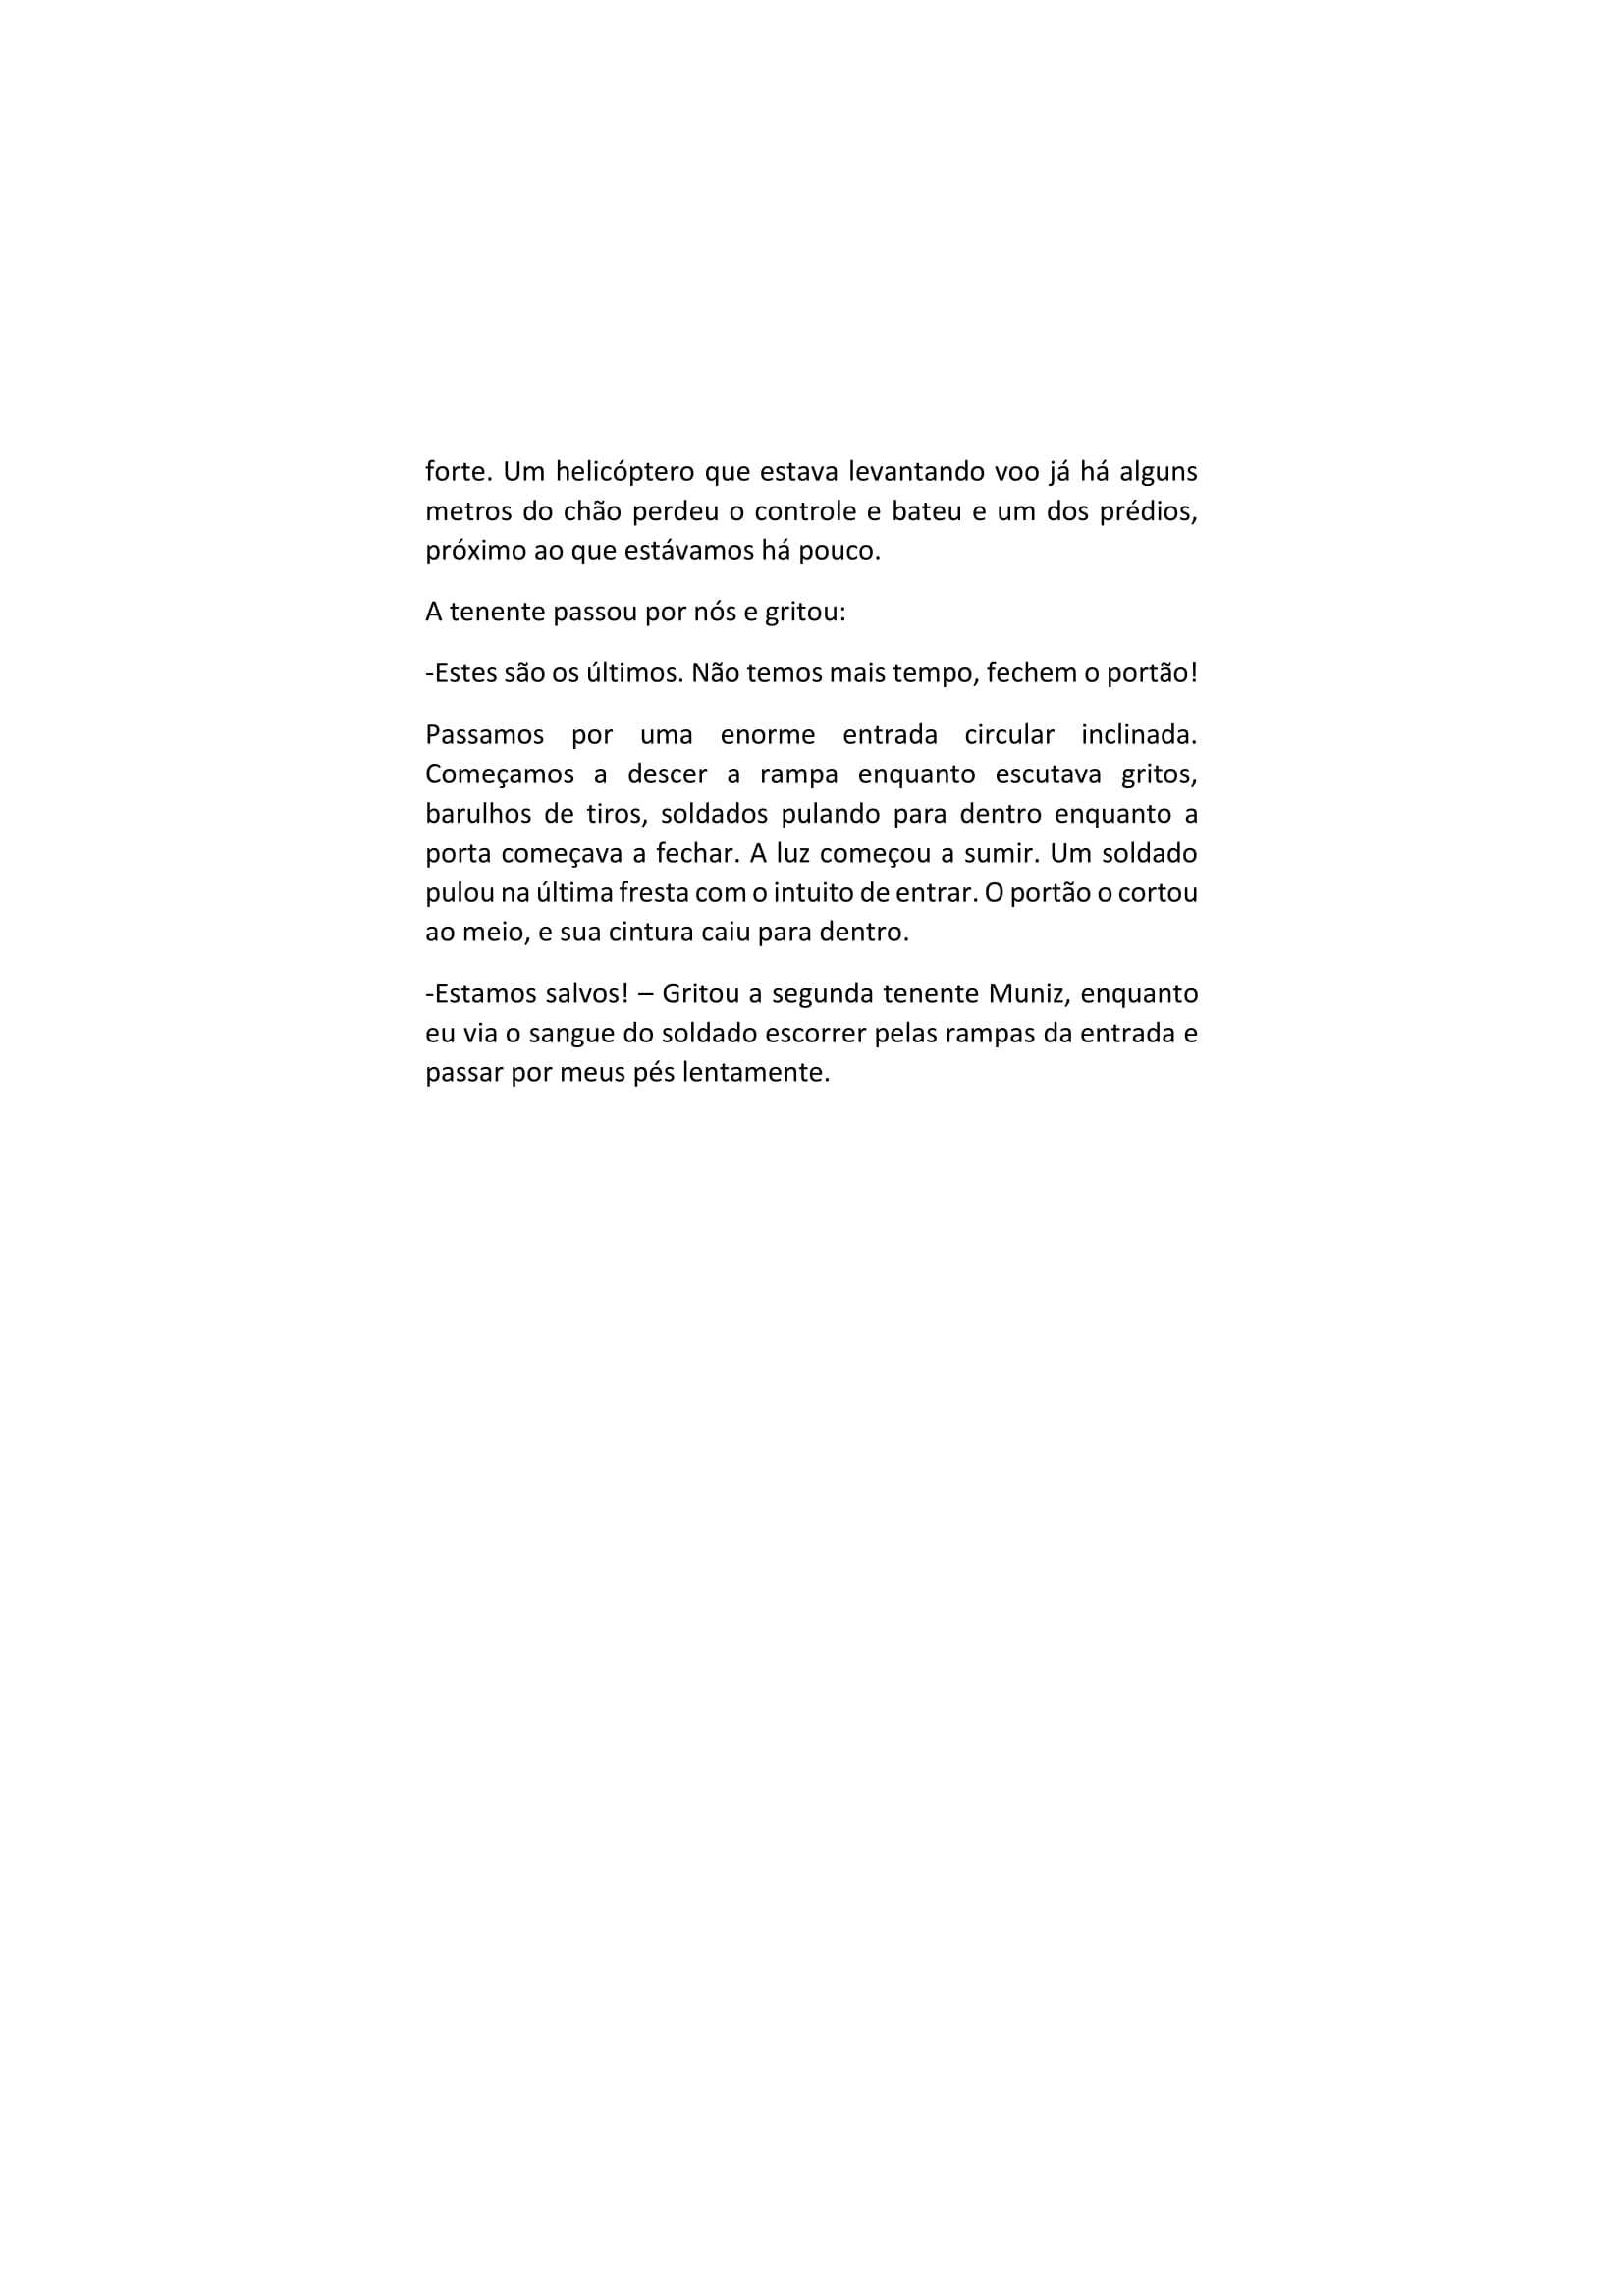 forte. Um helicóptero que estava levantando voo já há alguns
metros do chão perdeu o controle e bateu e um dos prédios,
próximo ao que estávamos há pouco.
A tenente passou por nós e gritou:
-Estes são os últimos. Não temos mais tempo, fechem o portão!
Passamos por uma enorme entrada circular inclinada.
Começamos a descer a rampa enquanto escutava gritos,
barulhos de tiros, soldados pulando para dentro enquanto a
porta começava a fechar. A luz começou a sumir. Um soldado
pulou na última fresta com o intuito de entrar. O portão o cortou
ao meio, e sua cintura caiu para dentro.
-Estamos salvos! – Gritou a segunda tenente Muniz, enquanto
eu via o sangue do soldado escorrer pelas rampas da entrada e
passar por meus pés lentamente.